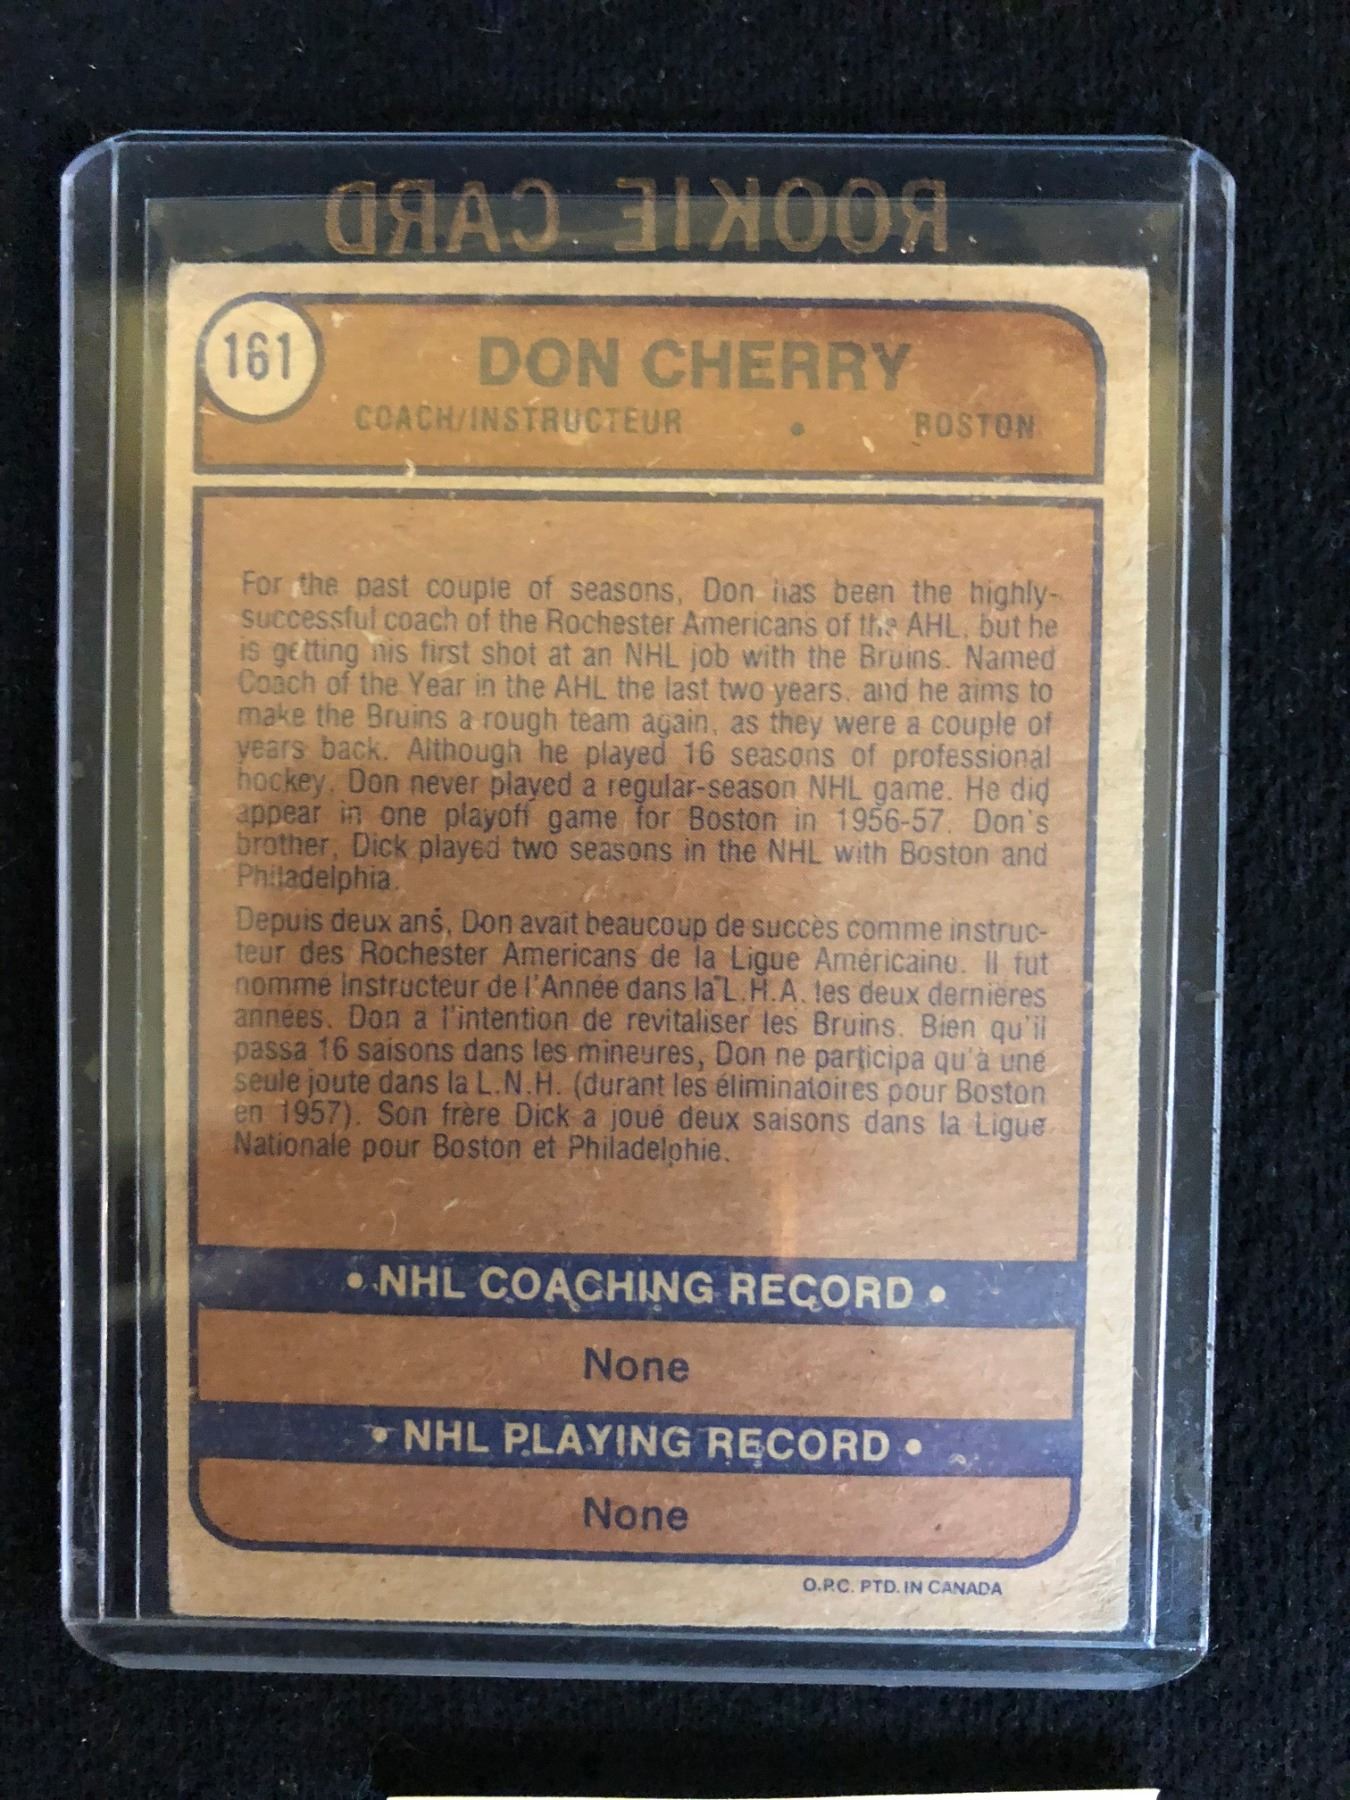 ROOKIE CARD
161
DON CHERRY
COACH/INSTRUCTEUR • BOSTON
For the past couple of seasons, Don has been the highly-
successful coach of the Rochester Americans of the AHL, but he
is getting his first shot at an NHL job with the Bruins. Named
Coach of the Year in the AHL the last two years, and he aims to
make the Bruins a rough team again, as they were a couple of
years back. Although he played 16 seasons of professional
hockey, Don never played a regular-season NHL game. He did
appear in one playoff game for Boston in 1956-57. Don's
brother, Dick played two seasons in the NHL with Boston and
Philadelphia.
Depuis deux ans, Don avait beaucoup de succès comme instruc-
teur des Rochester Americans de la Ligue Américaine. Il fut
nommé Instructeur de l'Année dans la L.H.A. les deux dernières
années. Don a l'intention de revitaliser les Bruins. Bien qu'il
passa 16 saisons dans les mineures, Don ne participa qu'à une
seule joute dans la L.N.H. (durant les éliminatoires pour Boston
en 1957). Son frère Dick a joué deux saisons dans la Ligue
Nationale pour Boston et Philadelphie.
• NHL COACHING RECORD •
None
• NHL PLAYING RECORD •
None
O.P.C. PTD. IN CANADA